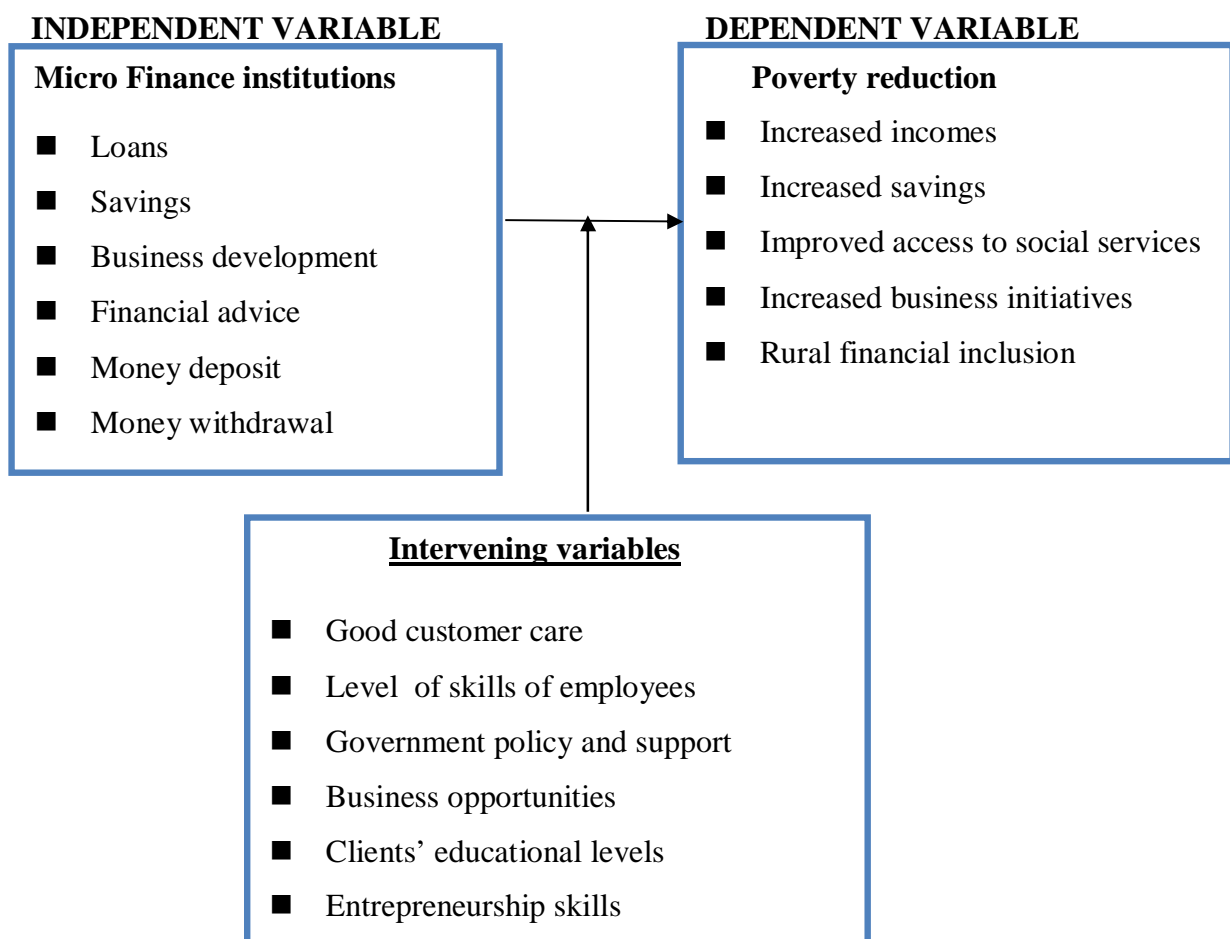 INDEPENDENT VARIABLE
Micro Finance institutions
■ Loans
■ Savings
■ Business development
■ Financial advice
■ Money deposit
■ Money withdrawal
DEPENDENT VARIABLE
Poverty reduction
■ Increased incomes
■ Increased savings
■ Improved access to social services
■ Increased business initiatives
■ Rural financial inclusion
Intervening variables
■ Good customer care
■ Level of skills of employees
■ Government policy and support
■ Business opportunities
■ Clients’ educational levels
■ Entrepreneurship skills